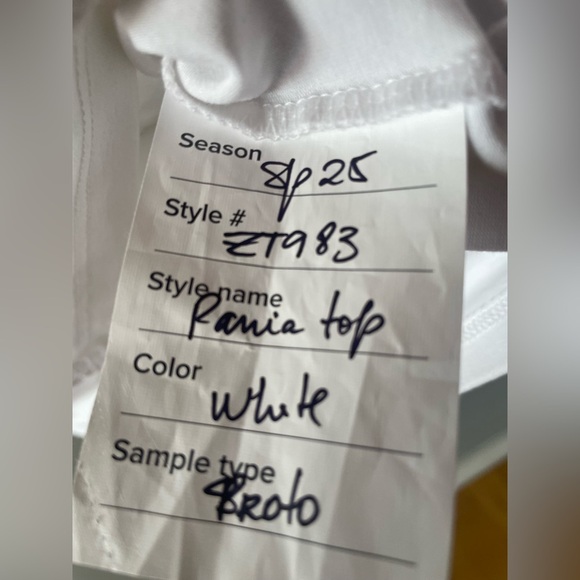 Season
Sp 25
Style #
ZT983
Style name
Rania top
Color
White
Sample type
Proto